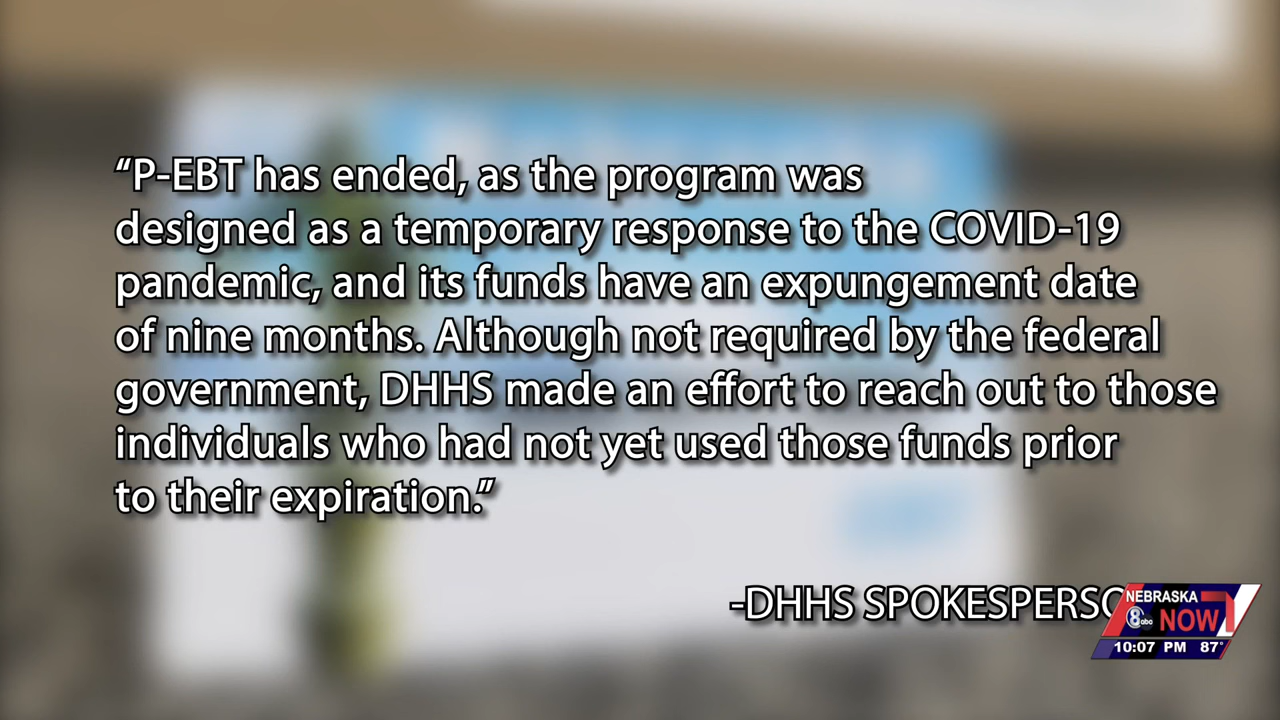 “P-EBT has ended, as the program was
designed as a temporary response to the COVID-19
pandemic, and its funds have an expungement date
of nine months. Although not required by the federal
government, DHHS made an effort to reach out to those
individuals who had not yet used those funds prior
to their expiration.”
-DHHS
NEBRASKA
8 abc NOW
10:07 PM 87°